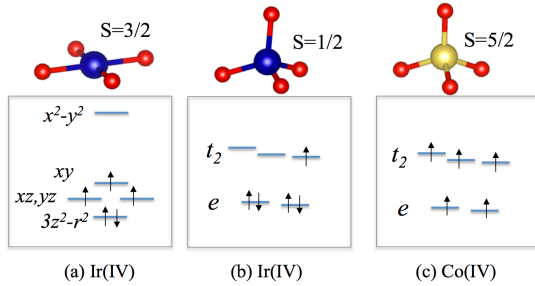 S=3/2
S=1/2
S=5/2
x²-y²
xy
xz,yz
3z²-r²
t₂
e
t₂
e
(a) Ir(IV)
(b) Ir(IV)
(c) Co(IV)